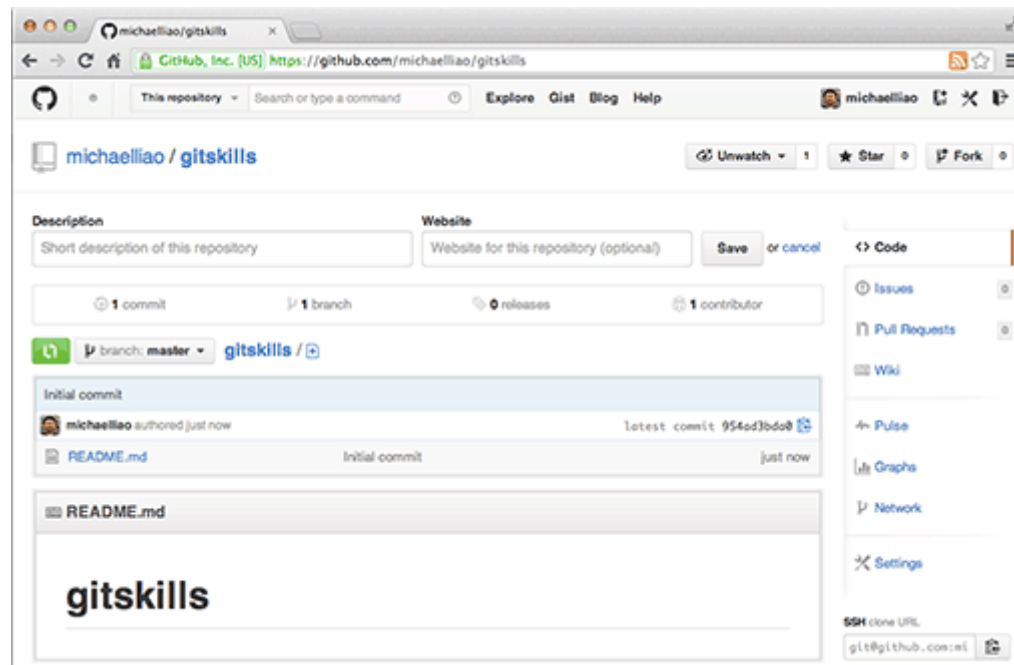 michaelliao/gitskills
GitHub, Inc. [US] https://github.com/michaelliao/gitskills
This repository Search or type a command Explore Gist Blog Help michaelliao
michaelliao / gitskills Unwatch 1 Star 0 Fork 0
Description Website
Short description of this repository Website for this repository (optional) Save or cancel
<> Code
1 commit 1 branch 0 releases 1 contributor
Issues 0
Pull Requests 0
branch: master gitskills /
Wiki
Initial commit
michaelliao authored just now latest commit 954ad3bda0
Pulse
README.md Initial commit just now
Graphs
README.md
Network
Settings
gitskills
SSH clone URL
git@github.com:mi